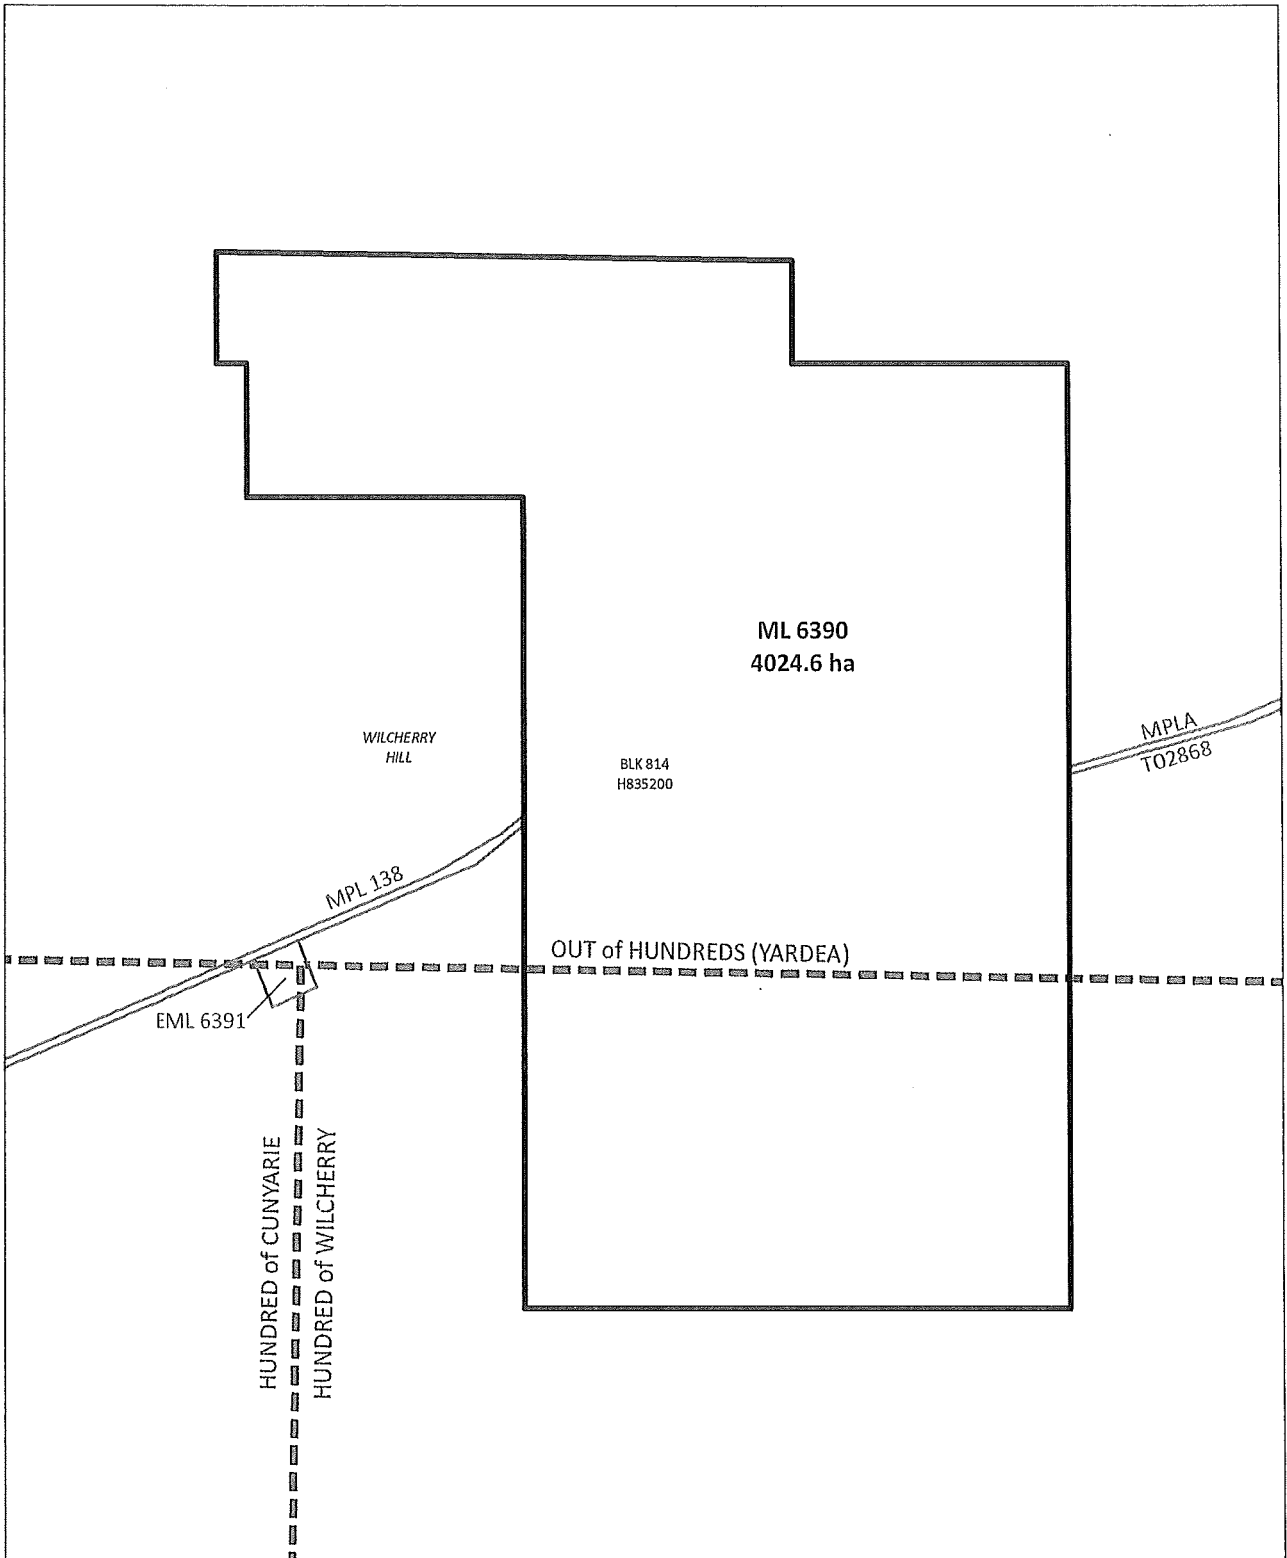 ML 6390
4024.6 ha
MPLA
T02868
WILCHERRY
HILL
BLK 814
H835200
MPL 138
OUT of HUNDREDS (YARDEA)
EML 6391
HUNDRED of CUNYARIE
HUNDRED of WILCHERRY